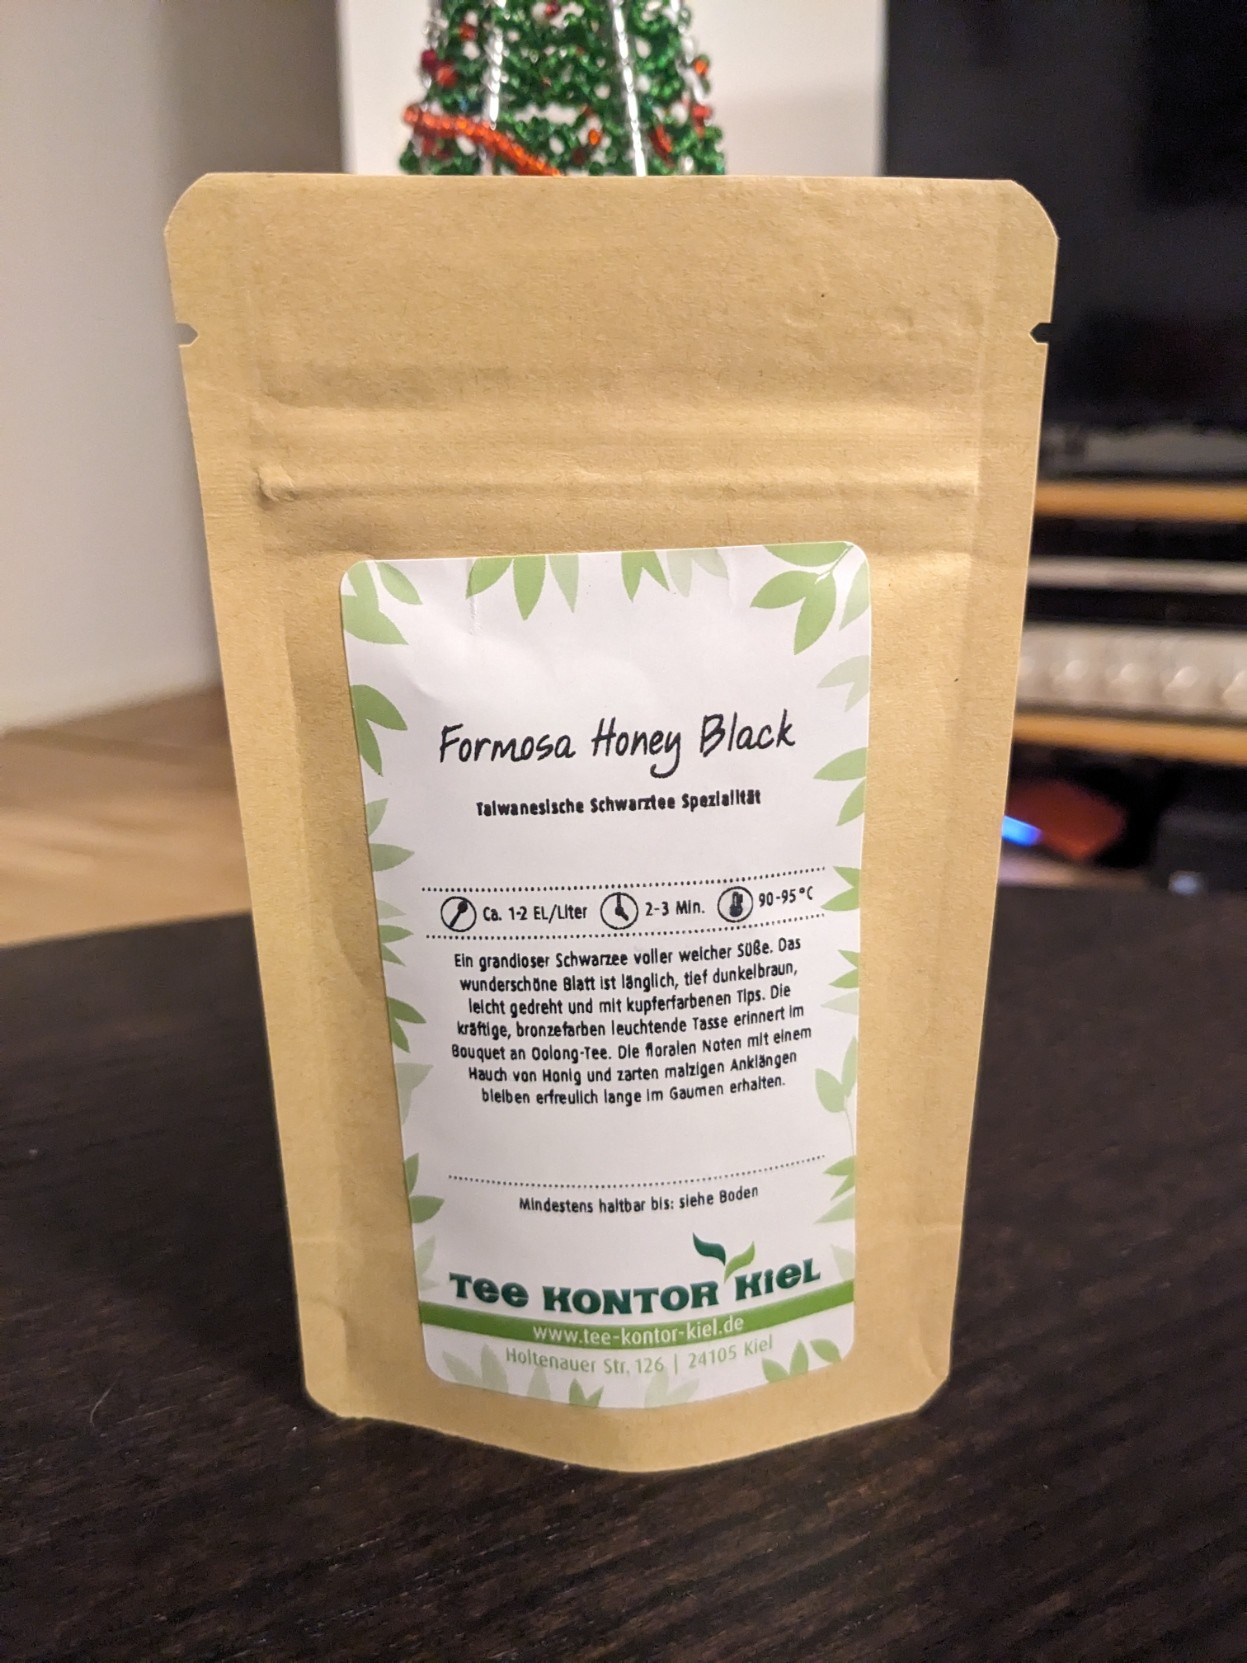 Formosa Honey Black
Taiwanesische Schwarztee Spezialität
Ca. 1-2 EL/Liter 2-3 Min. 90-95°C
Ein grandioser Schwarzee voller weicher Süße. Das
wunderschöne Blatt ist länglich, tief dunkelbraun,
leicht gedreht und mit kupferfarbenen Tips. Die
kräftige, bronzefarben leuchtende Tasse erinnert im
Bouquet an Oolong-Tee. Die floralen Noten mit einem
Hauch von Honig und zarten malzigen Anklängen
bleiben erfreulich lange im Gaumen erhalten.
Mindestens haltbar bis: siehe Boden
Tee Kontor Kiel
www.tee-kontor-kiel.de
Holtenauer Str. 126 | 24105 Kiel